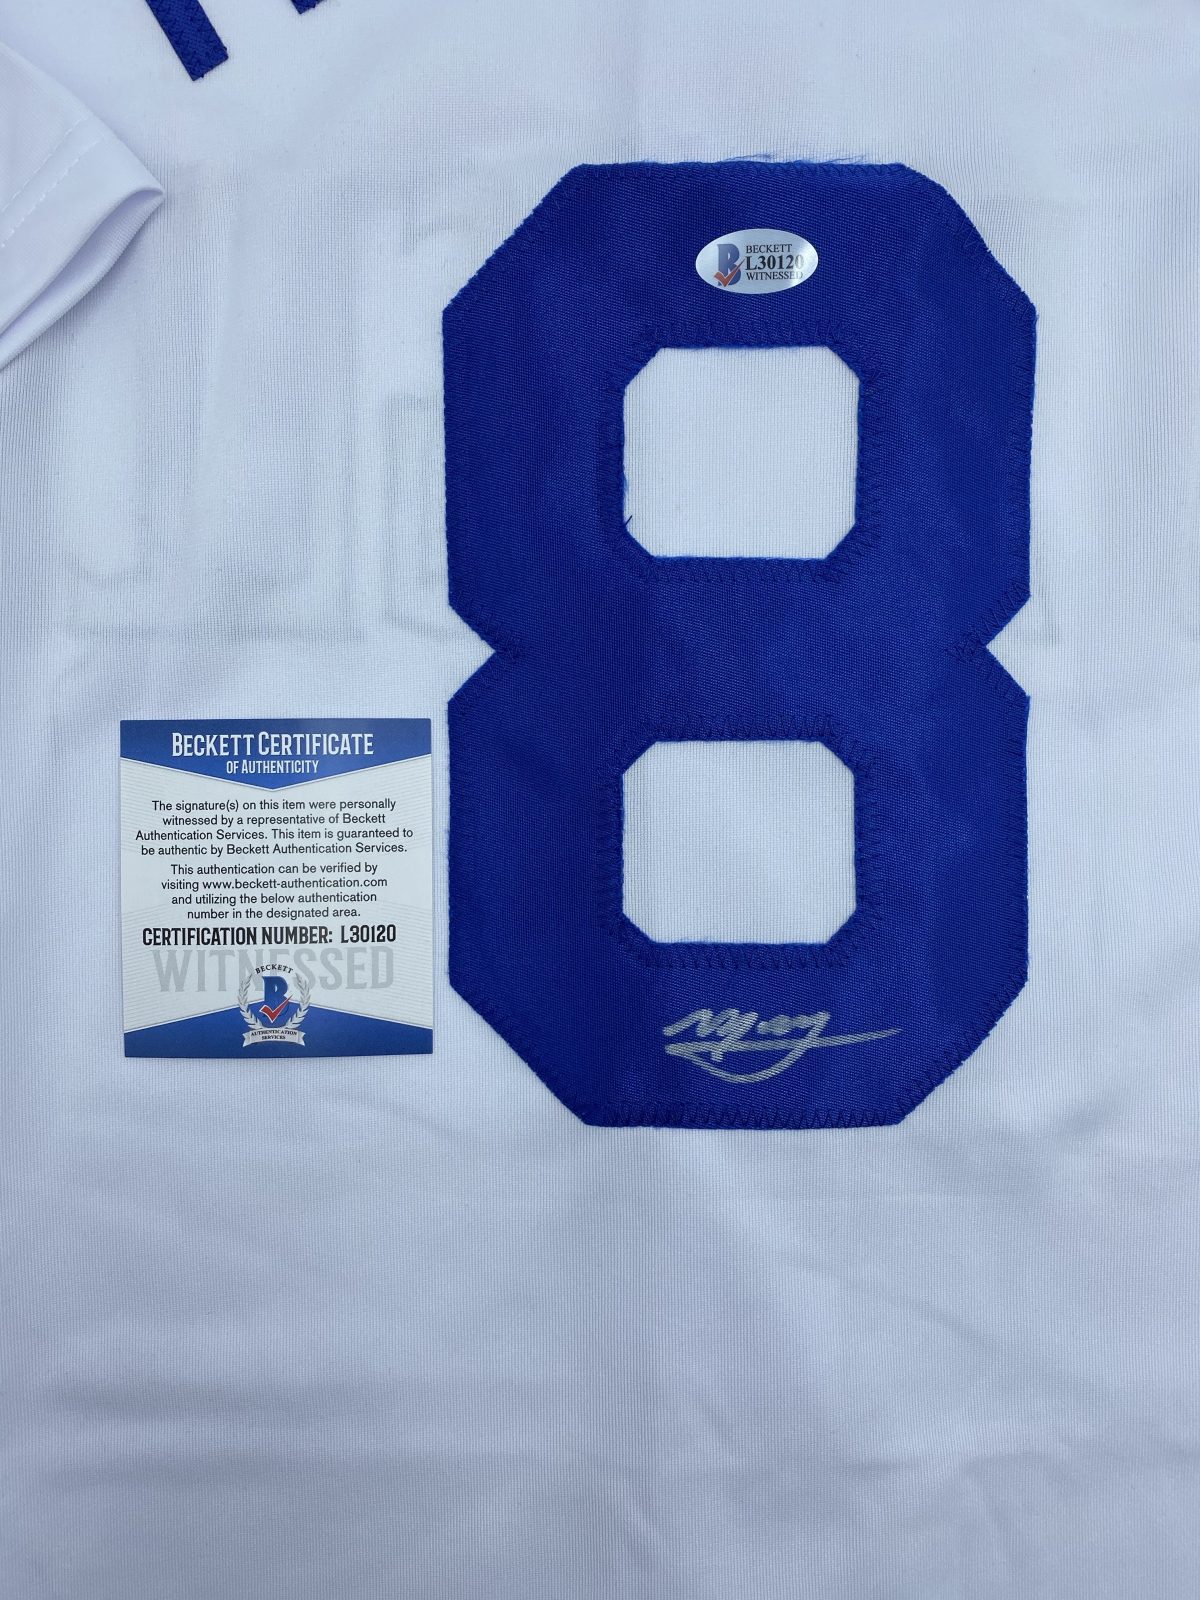 BECKETT
B L30120
WITNESSED
8
BECKETT CERTIFICATE
OF AUTHENTICITY
The signature(s) on this item were personally
witnessed by a representative of Beckett
Authentication Services. This item is guaranteed to
be authentic by Beckett Authentication Services.
This authentication can be verified by
visiting www.beckett-authentication.com
and utilizing the below authentication
number in the designated area.
CERTIFICATION NUMBER: L30120
WITNESSED
BECKETT
B
AUTHENTICATION
SERVICES